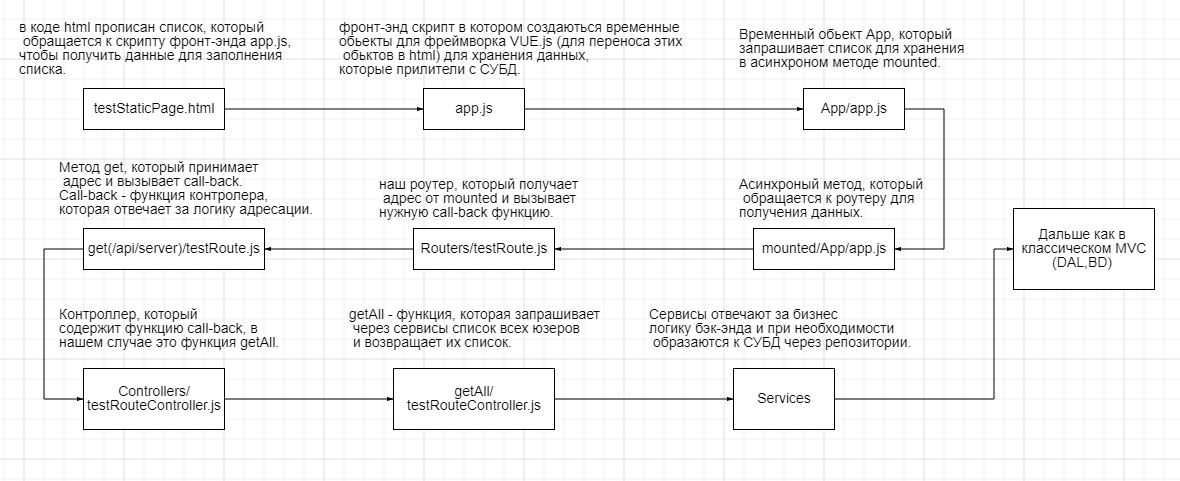 в коде html прописан список, который
обращается к скрипту фронт-энда app.js,
чтобы получить данные для заполнения
списка.
фронт-энд скрипт в котором создаються временные
обьекты для фреймворка VUE.js (для переноса этих
обьктов в html) для хранения данных,
которые прилители с СУБД.
Временный обьект App, который
запрашивает список для хранения
в асинхроном методе mounted.
testStaticPage.html
app.js
App/app.js
Метод get, который принимает
адрес и вызывает call-back.
Call-back - функция контролера,
которая отвечает за логику адресации.
наш роутер, который получает
адрес от mounted и вызывает
нужную call-back функцию.
Асинхроный метод, который
обращается к роутеру для
получения данных.
get(/api/server)/testRoute.js
Routers/testRoute.js
mounted/App/app.js
Дальше как в
классическом MVC
(DAL,BD)
Контроллер, который
содержит функцию call-back, в
нашем случае это функция getAll.
getAll - функция, которая запрашивает
через сервисы список всех юзеров
и возвращает их список.
Сервисы отвечают за бизнес
логику бэк-энда и при необходимости
образаются к СУБД через репозитории.
Controllers/
testRouteController.js
getAll/
testRouteController.js
Services